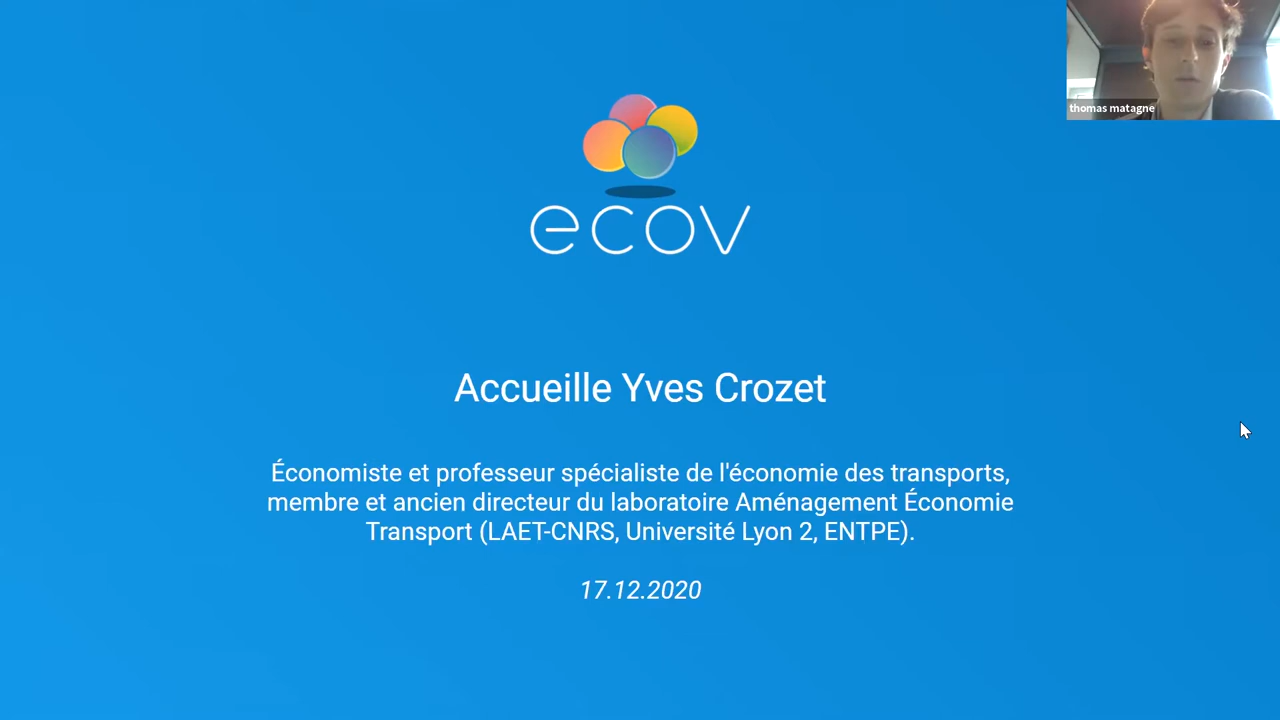 thomas matagne
ecov
Accueille Yves Crozet
Économiste et professeur spécialiste de l'économie des transports,
membre et ancien directeur du laboratoire Aménagement Économie
Transport (LAET-CNRS, Université Lyon 2, ENTPE).
17.12.2020